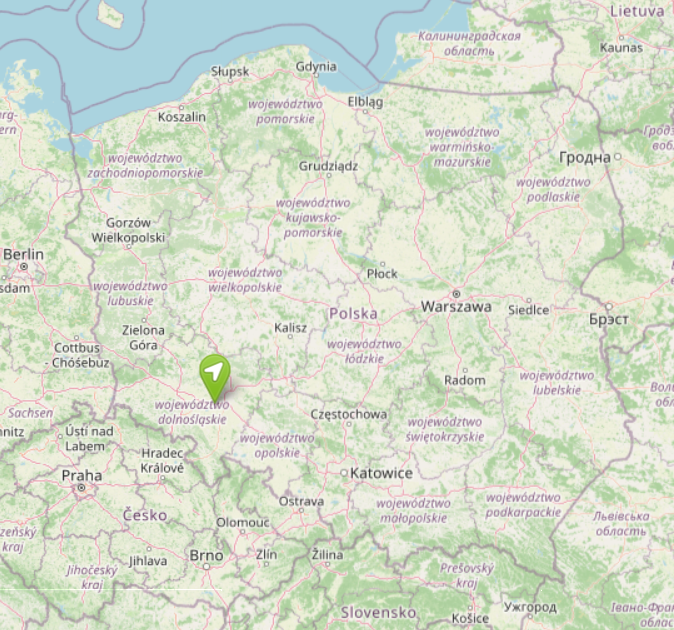 Lietuva
Калининградская
область
Kaunas
Gdynia
Słupsk
Elbląg
województwo
pomorskie
Koszalin
województwo
warmińsko-
mazurskie
Гродна
województwo
zachodniopomorskie
Grudziądz
województwo
podlaskie
województwo
kujawsko-
pomorskie
Gorzów
Wielkopolski
Berlin
Płock
województwo
wielkopolskie
województwo
lubuskie
sdam
Warszawa
Siedlce
Polska
Брэст
Zielona
Góra
Kalisz
województwo
łódzkie
Cottbus
- Chóśebuz
Radom
województwo
lubelskie
województwo
dolnośląskie
Sachsen
Częstochowa
województwo
świętokrzyskie
Ústí nad
Labem
województwo
opolskie
Hradec
Králové
Praha
Katowice
Ostrava
województwo
małopolskie
województwo
podkarpackie
Česko
Olomouc
Львівська
область
zeňský
kraj
Brno
Jihlava
Zlín
Žilina
Jihočeský
kraj
Prešovský
kraj
Slovensko
Košice
Ужгород